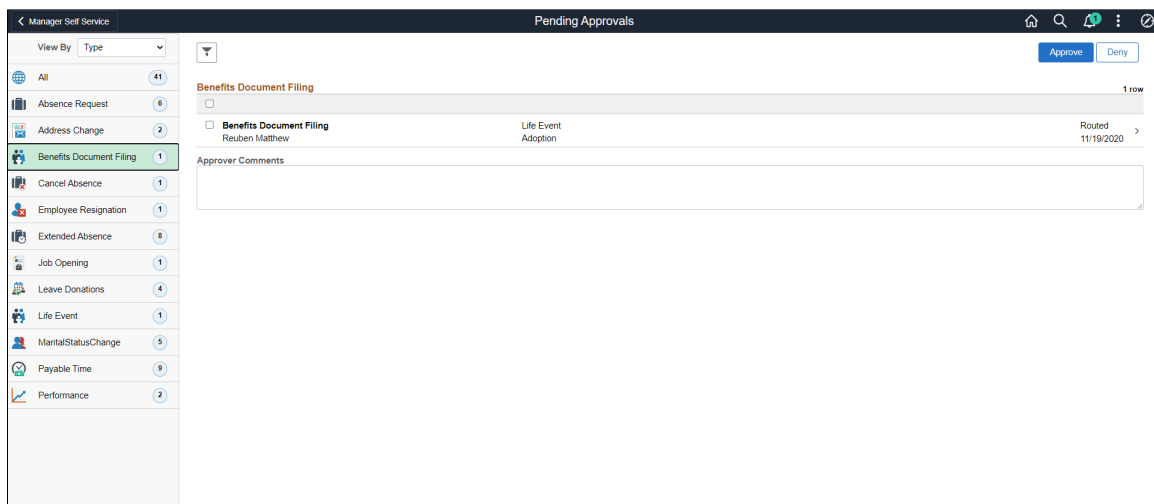 Manager Self Service
Pending Approvals
1
View By Type
Approve Deny
All 41
Absence Request 6
Address Change 2
Benefits Document Filing 1
Cancel Absence 1
Employee Resignation 1
Extended Absence 8
Job Opening 1
Leave Donations 4
Life Event 1
MaritalStatusChange 5
Payable Time 9
Performance 2
Benefits Document Filing 1 row
Benefits Document Filing Life Event Routed
Reuben Matthew Adoption 11/19/2020
Approver Comments